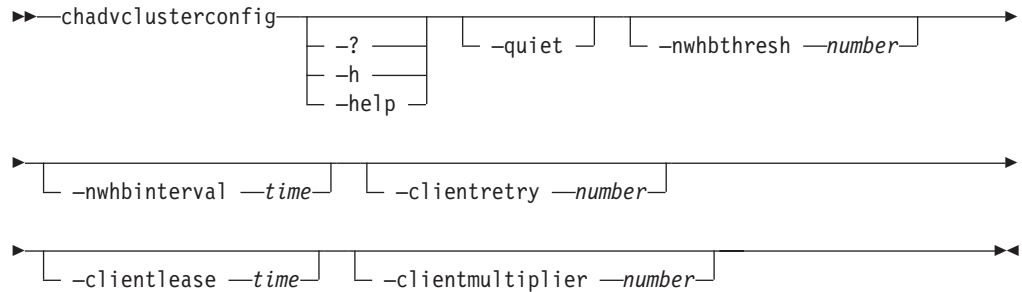 chadvclusterconfig –quiet –nwhbthresh number
–?
–h
–help
–nwhbinterval time –clientretry number
–clientlease time –clientmultiplier number